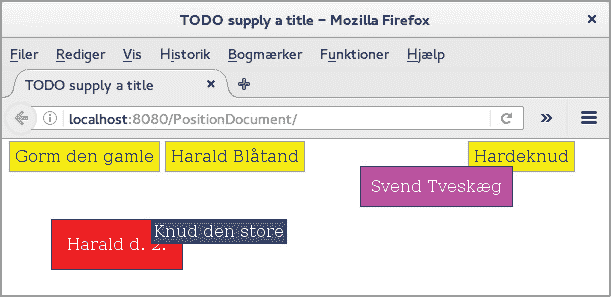 TODO supply a title – Mozilla Firefox
Filer Rediger Vis Historik Bogmærker Funktioner Hjælp
TODO supply a title
localhost:8080/PositionDocument/
Gorm den gamle Harald Blåtand Hardeknud
Svend Tveskæg
Knud den store
Harald d. 2.